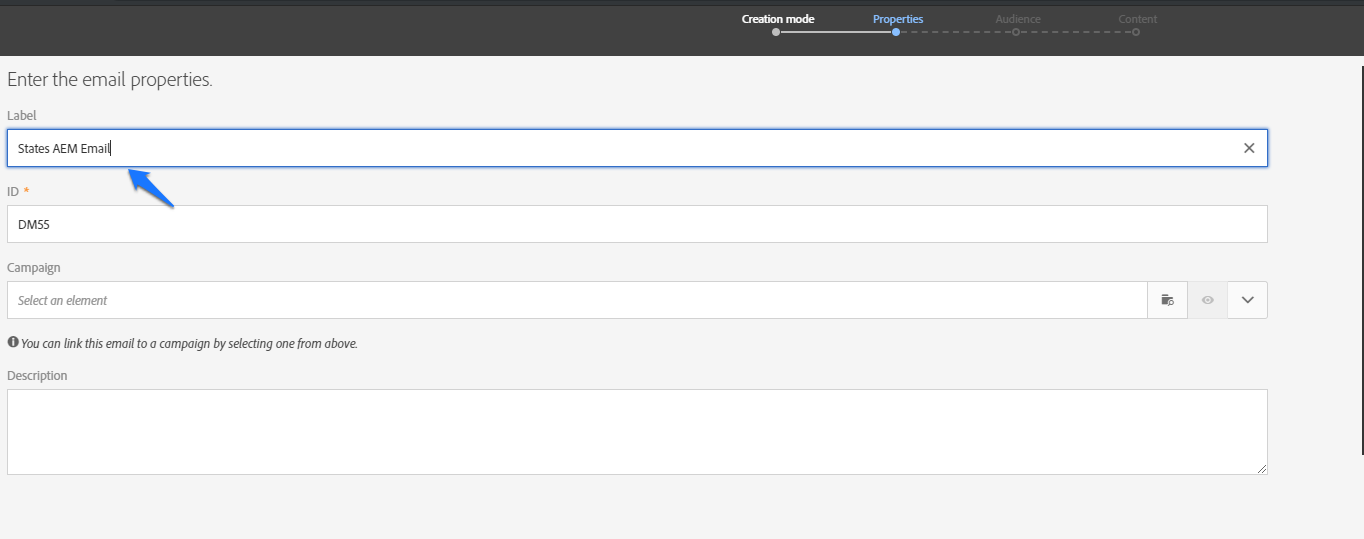 Creation mode Properties Audience Content
Enter the email properties.
Label
States AEM Email
ID *
DM55
Campaign
Select an element
You can link this email to a campaign by selecting one from above.
Description